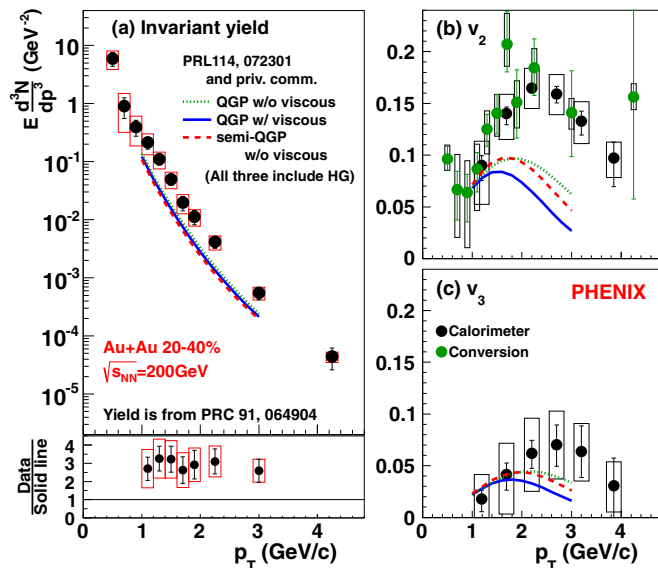 (a) Invariant yield
E d³N/dp³ (GeV⁻²)
10
1
10⁻¹
10⁻²
10⁻³
10⁻⁴
10⁻⁵
PRL114, 072301
and priv. comm.
QGP w/o viscous
QGP w/ viscous
semi-QGP
w/o viscous
(All three include HG)
Au+Au 20-40%
√sNN=200GeV
Yield is from PRC 91, 064904
Data
Solid line
4
3
2
1
0
0 1 2 3 4
pT (GeV/c)
(b) v₂
0.2
0.15
0.1
0.05
0
(c) v₃
PHENIX
Calorimeter
Conversion
0.2
0.15
0.1
0.05
0
0 1 2 3 4 5
pT (GeV/c)